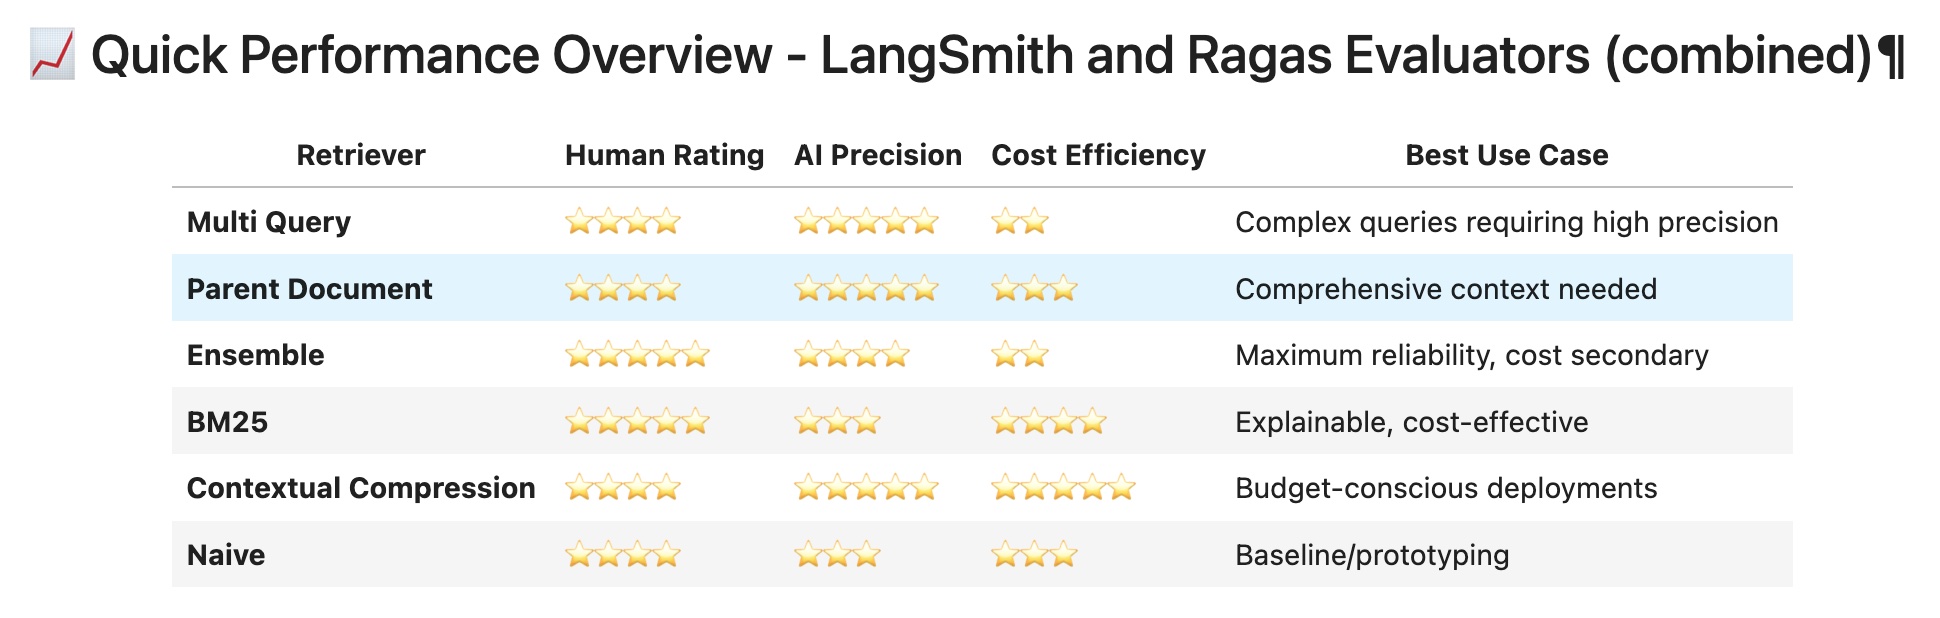 📈 Quick Performance Overview - LangSmith and Ragas Evaluators (combined)¶
Retriever Human Rating AI Precision Cost Efficiency Best Use Case
Multi Query ⭐⭐⭐⭐ ⭐⭐⭐⭐⭐ ⭐⭐ Complex queries requiring high precision
Parent Document ⭐⭐⭐⭐ ⭐⭐⭐⭐⭐ ⭐⭐⭐ Comprehensive context needed
Ensemble ⭐⭐⭐⭐⭐ ⭐⭐⭐⭐ ⭐⭐ Maximum reliability, cost secondary
BM25 ⭐⭐⭐⭐⭐ ⭐⭐⭐ ⭐⭐⭐⭐ Explainable, cost-effective
Contextual Compression ⭐⭐⭐⭐ ⭐⭐⭐⭐⭐ ⭐⭐⭐⭐⭐ Budget-conscious deployments
Naive ⭐⭐⭐⭐ ⭐⭐⭐ ⭐⭐⭐ Baseline/prototyping